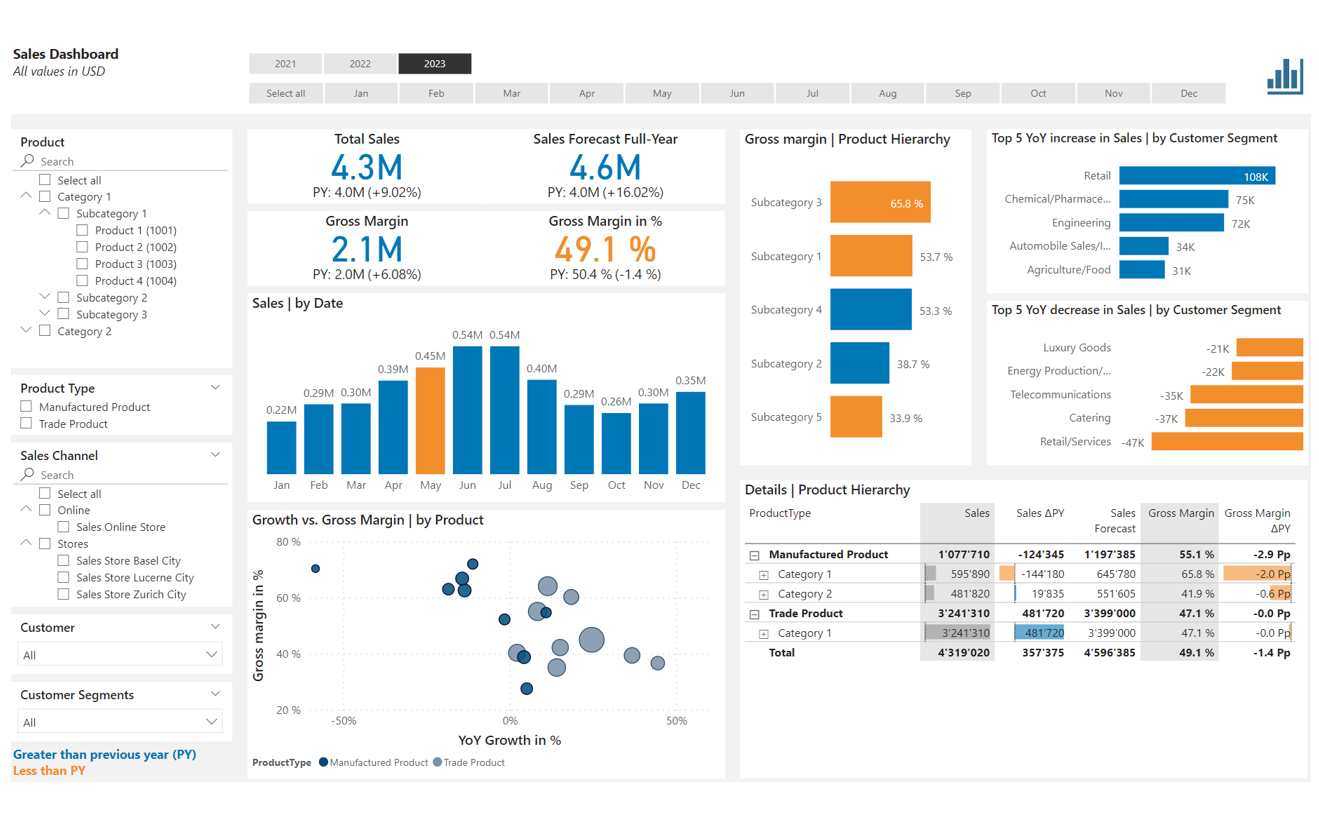 Sales Dashboard
All values in USD
2021 2022 2023
Select all Jan Feb Mar Apr May Jun Jul Aug Sep Oct Nov Dec
Product
Search
Select all
Category 1
Subcategory 1
Product 1 (1001)
Product 2 (1002)
Product 3 (1003)
Product 4 (1004)
Subcategory 2
Subcategory 3
Category 2
Product Type
Manufactured Product
Trade Product
Sales Channel
Search
Select all
Online
Sales Online Store
Stores
Sales Store Basel City
Sales Store Lucerne City
Sales Store Zurich City
Customer
All
Customer Segments
All
Greater than previous year (PY)
Less than PY
Total Sales
4.3M
PY: 4.0M (+9.02%)
Sales Forecast Full-Year
4.6M
PY: 4.0M (+16.02%)
Gross Margin
2.1M
PY: 2.0M (+6.08%)
Gross Margin in %
49.1 %
PY: 50.4 % (-1.4 %)
Sales | by Date
0.22M 0.29M 0.30M 0.39M 0.45M 0.54M 0.54M 0.40M 0.29M 0.26M 0.30M 0.35M
Jan Feb Mar Apr May Jun Jul Aug Sep Oct Nov Dec
Growth vs. Gross Margin | by Product
Gross margin in %
80 %
60 %
40 %
20 %
-50% 0% 50%
YoY Growth in %
ProductType Manufactured Product Trade Product
Gross margin | Product Hierarchy
Subcategory 3 65.8 %
Subcategory 1 53.7 %
Subcategory 4 53.3 %
Subcategory 2 38.7 %
Subcategory 5 33.9 %
Top 5 YoY increase in Sales | by Customer Segment
Retail 108K
Chemical/Pharmace... 75K
Engineering 72K
Automobile Sales/I... 34K
Agriculture/Food 31K
Top 5 YoY decrease in Sales | by Customer Segment
Luxury Goods -21K
Energy Production/... -22K
Telecommunications -35K
Catering -37K
Retail/Services -47K
Details | Product Hierarchy
ProductType Sales Sales ΔPY Sales Gross Margin Gross Margin
Forecast ΔPY
Manufactured Product 1'077'710 -124'345 1'197'385 55.1 % -2.9 Pp
Category 1 595'890 -144'180 645'780 65.8 % -2.0 Pp
Category 2 481'820 19'835 551'605 41.9 % -0.6 Pp
Trade Product 3'241'310 481'720 3'399'000 47.1 % -0.0 Pp
Category 1 3'241'310 481'720 3'399'000 47.1 % -0.0 Pp
Total 4'319'020 357'375 4'596'385 49.1 % -1.4 Pp